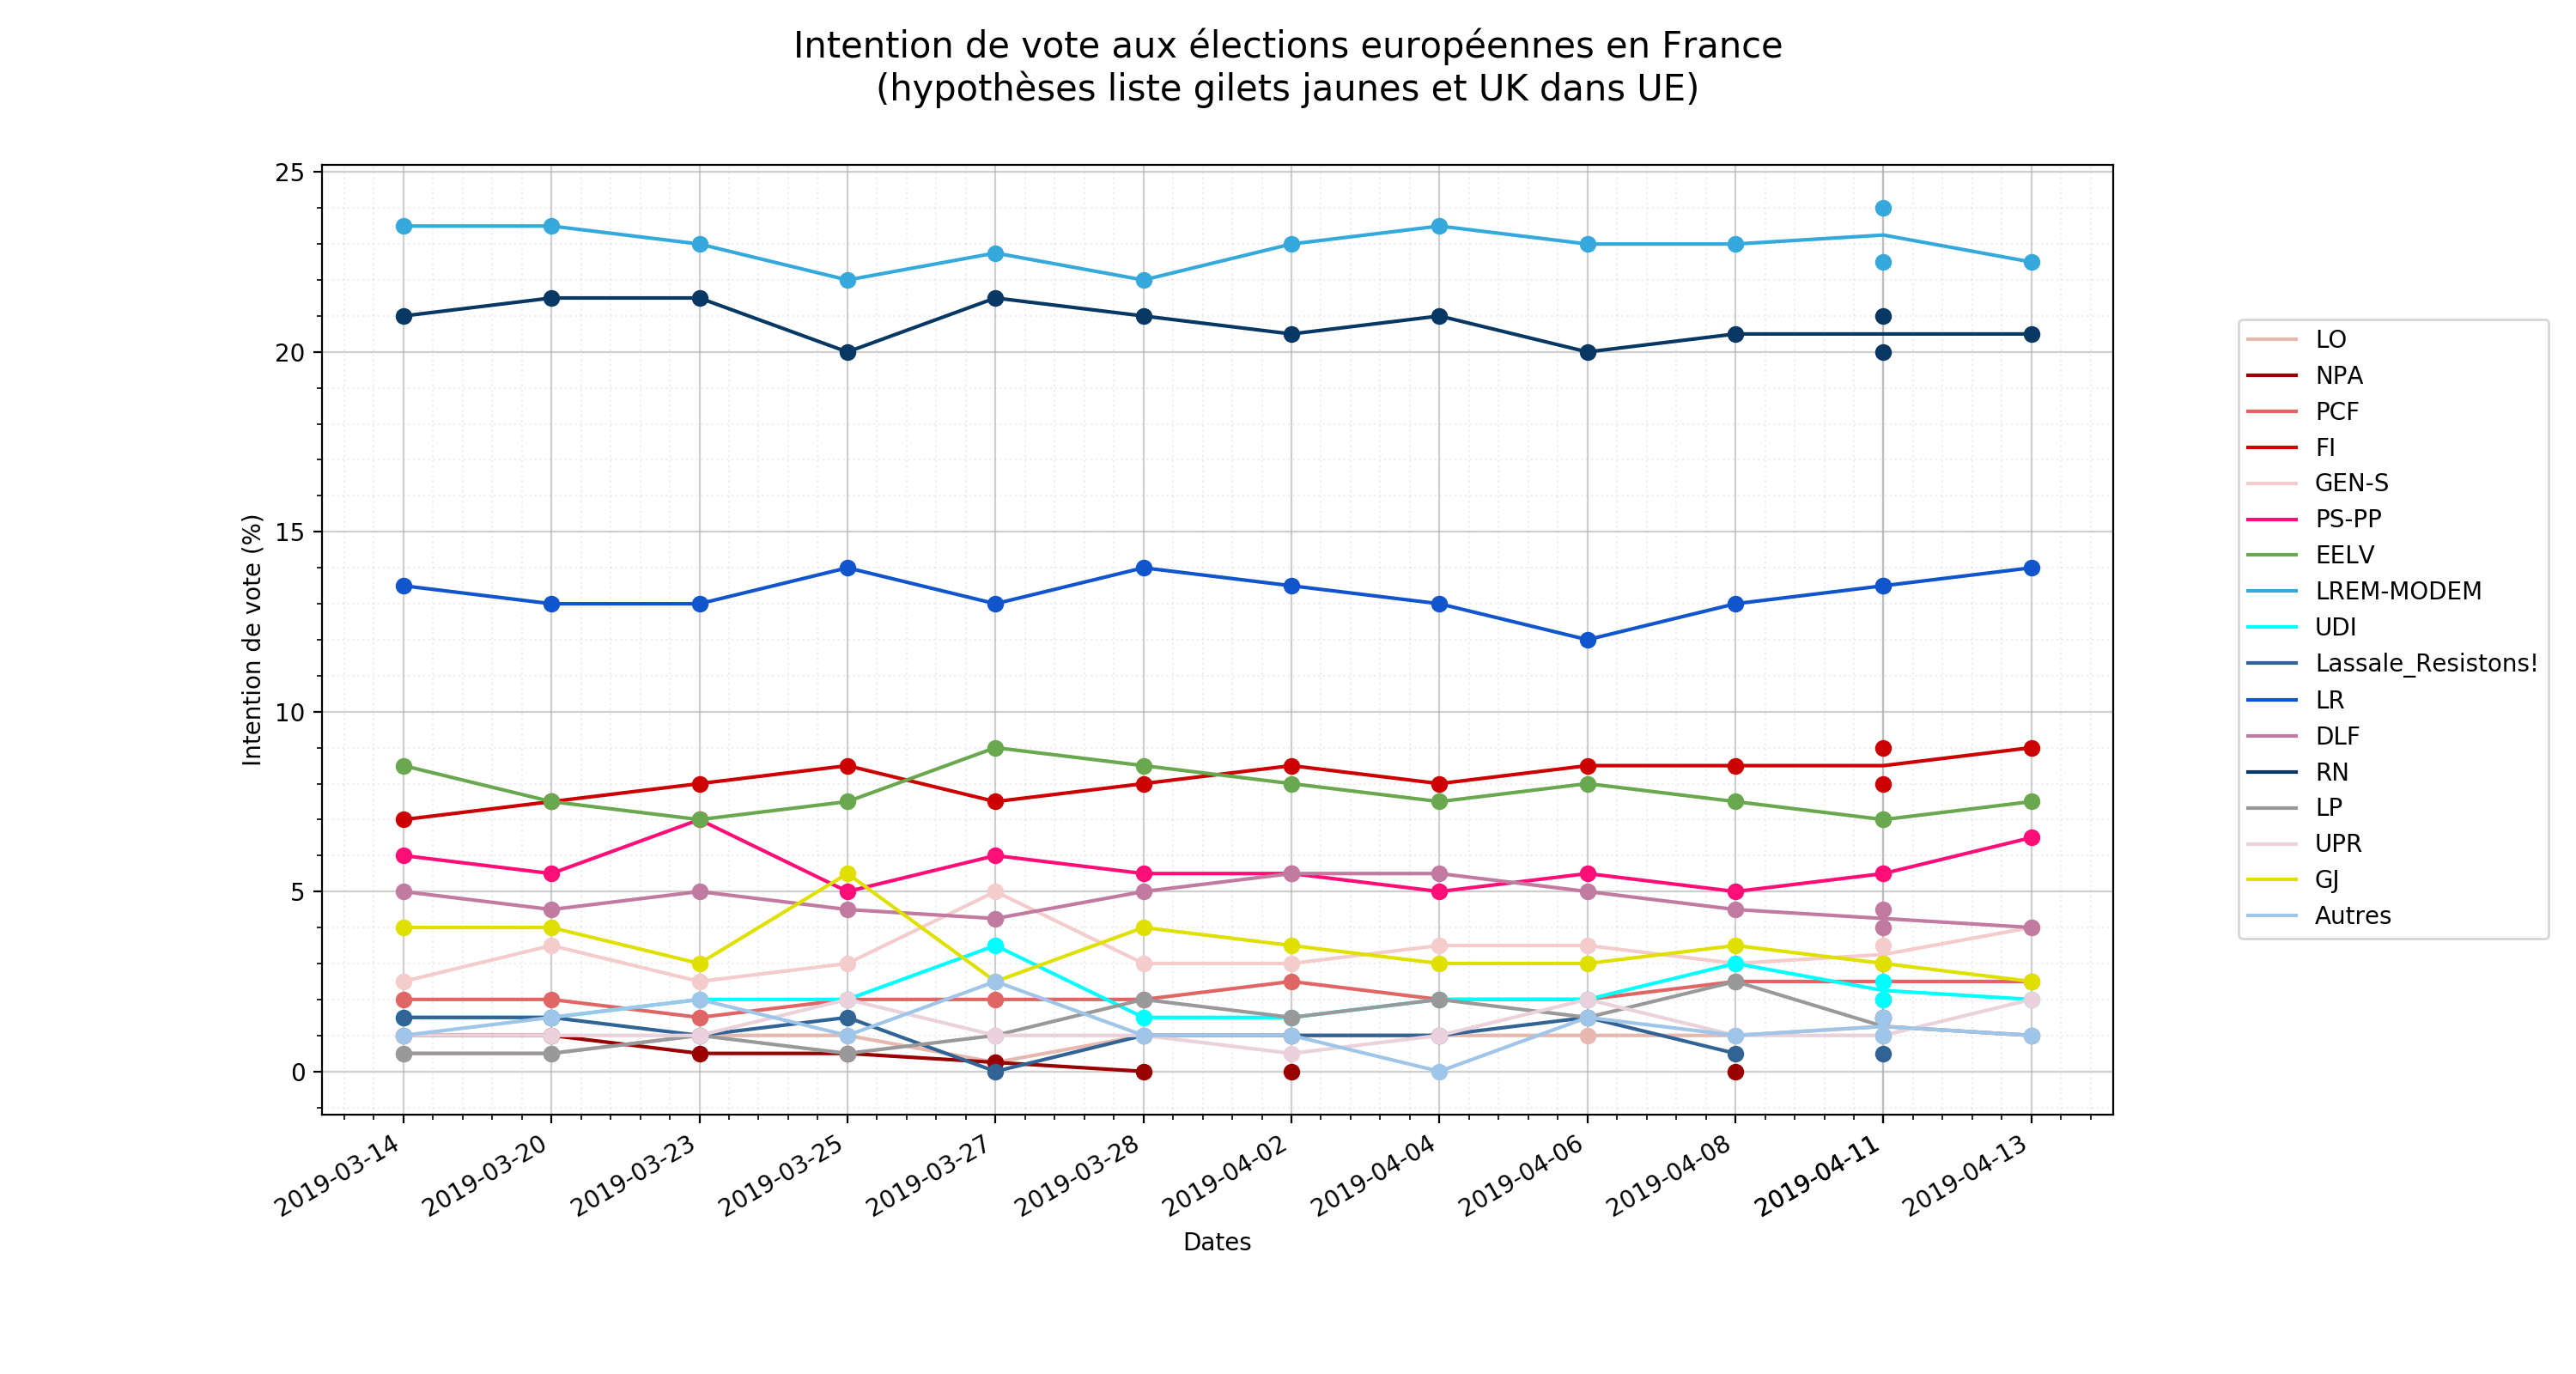 Intention de vote aux élections européennes en France
(hypothèses liste gilets jaunes et UK dans UE)
25
20
15
10
5
0
Intention de vote (%)
2019-03-14
2019-03-20
2019-03-23
2019-03-25
2019-03-27
2019-03-28
2019-04-02
2019-04-04
2019-04-06
2019-04-08
2019-04-11
2019-04-13
Dates
LO
NPA
PCF
FI
GEN-S
PS-PP
EELV
LREM-MODEM
UDI
Lassale_Resistons!
LR
DLF
RN
LP
UPR
GJ
Autres